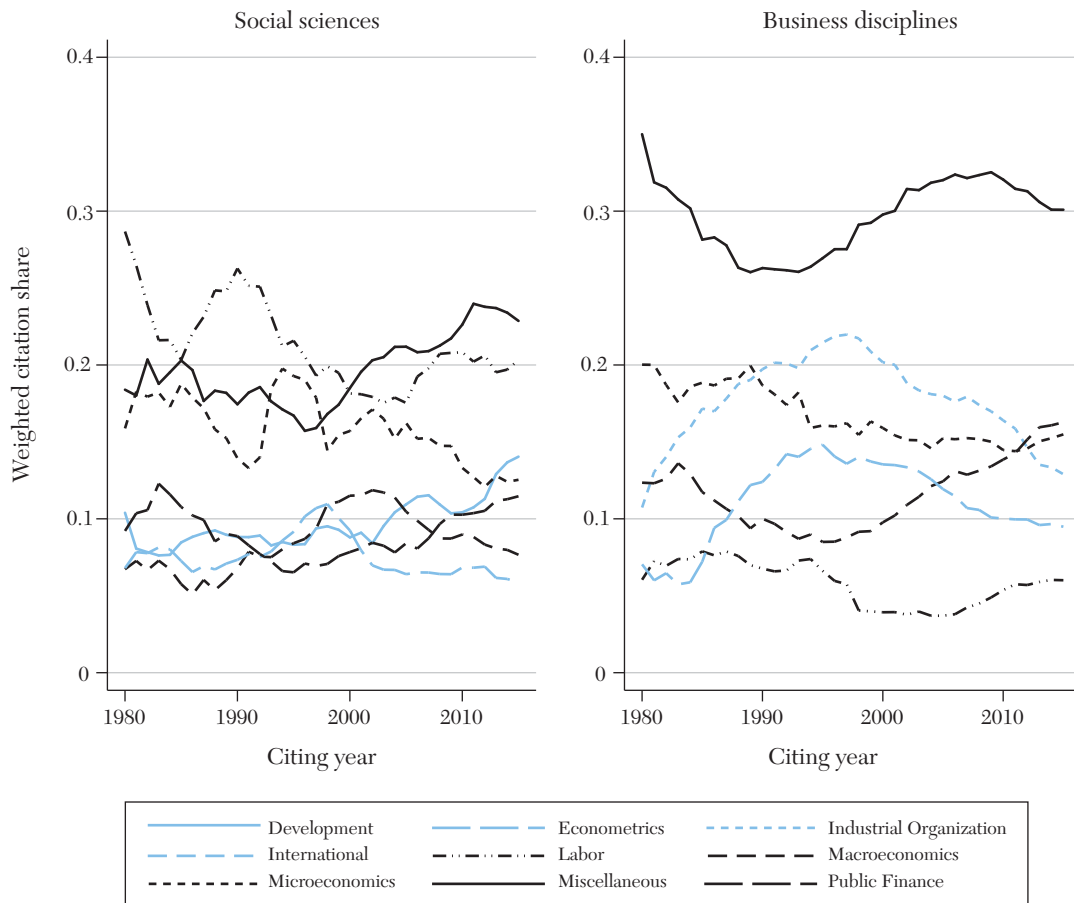 Social sciences
Business disciplines
Weighted citation share
0.4
0.3
0.2
0.1
0
1980 1990 2000 2010
Citing year
0.4
0.3
0.2
0.1
0
1980 1990 2000 2010
Citing year
Development Econometrics Industrial Organization
International Labor Macroeconomics
Microeconomics Miscellaneous Public Finance